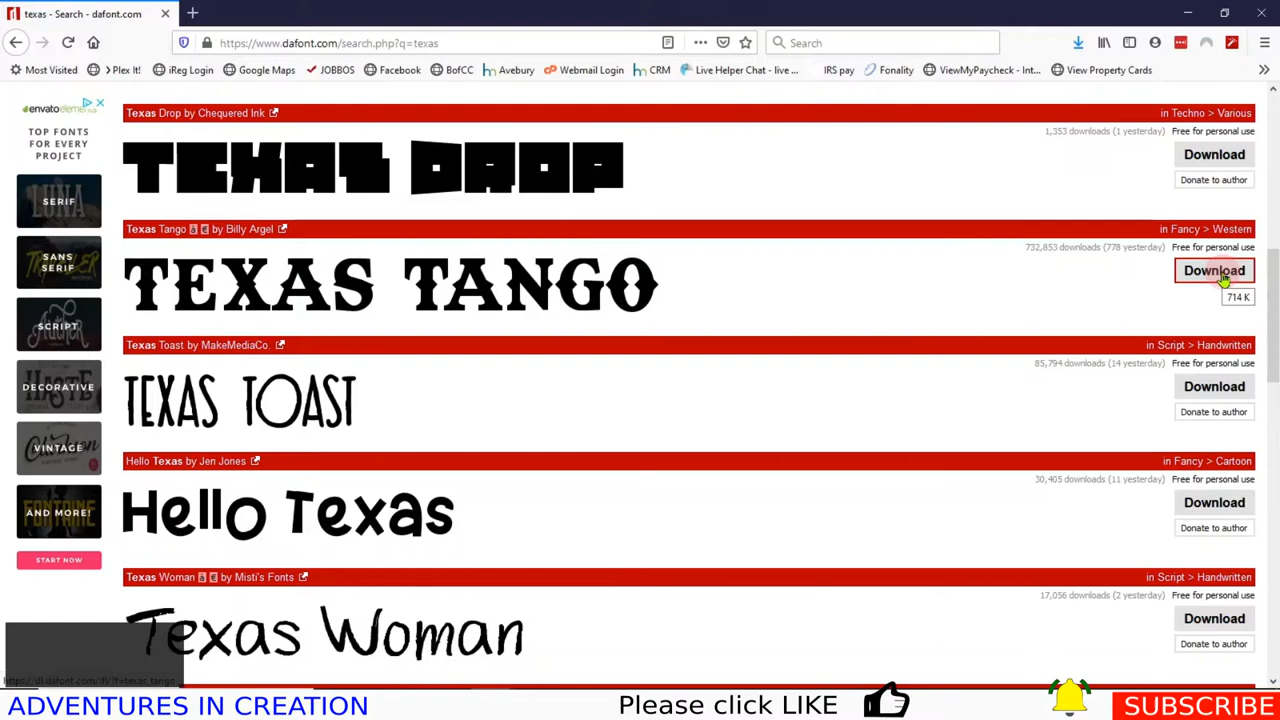 texas - Search - dafont.com
https://www.dafont.com/search.php?q=texas
Search
Most Visited
Plex It!
iReg Login
Google Maps
JOBBOS
Facebook
BofCC
Avebury
Webmail Login
CRM
Live Helper Chat - live ...
IRS pay
Fonality
ViewMyPaycheck - Int...
View Property Cards
envato elements
TOP FONTS
FOR EVERY
PROJECT
LUNA
SERIF
SANS
SERIF
SCRIPT
HASTE
DECORATIVE
VINTAGE
FONTAINE
AND MORE!
START NOW
Texas Drop by Chequered Ink
in Techno > Various
1,353 downloads (1 yesterday) Free for personal use
TEXAS DROP
Download
Donate to author
Texas Tango à € by Billy Argel
in Fancy > Western
732,853 downloads (778 yesterday) Free for personal use
TEXAS TANGO
Download
714 K
Texas Toast by MakeMediaCo.
in Script > Handwritten
85,794 downloads (14 yesterday) Free for personal use
TEXAS TOAST
Download
Donate to author
Hello Texas by Jen Jones
in Fancy > Cartoon
30,405 downloads (11 yesterday) Free for personal use
Hello Texas
Download
Donate to author
Texas Woman à € by Misti's Fonts
in Script > Handwritten
17,056 downloads (2 yesterday) Free for personal use
Texas Woman
Download
Donate to author
https://dl.dafont.com/dl/?f=texas_tango
ADVENTURES IN CREATION
Please click LIKE
SUBSCRIBE